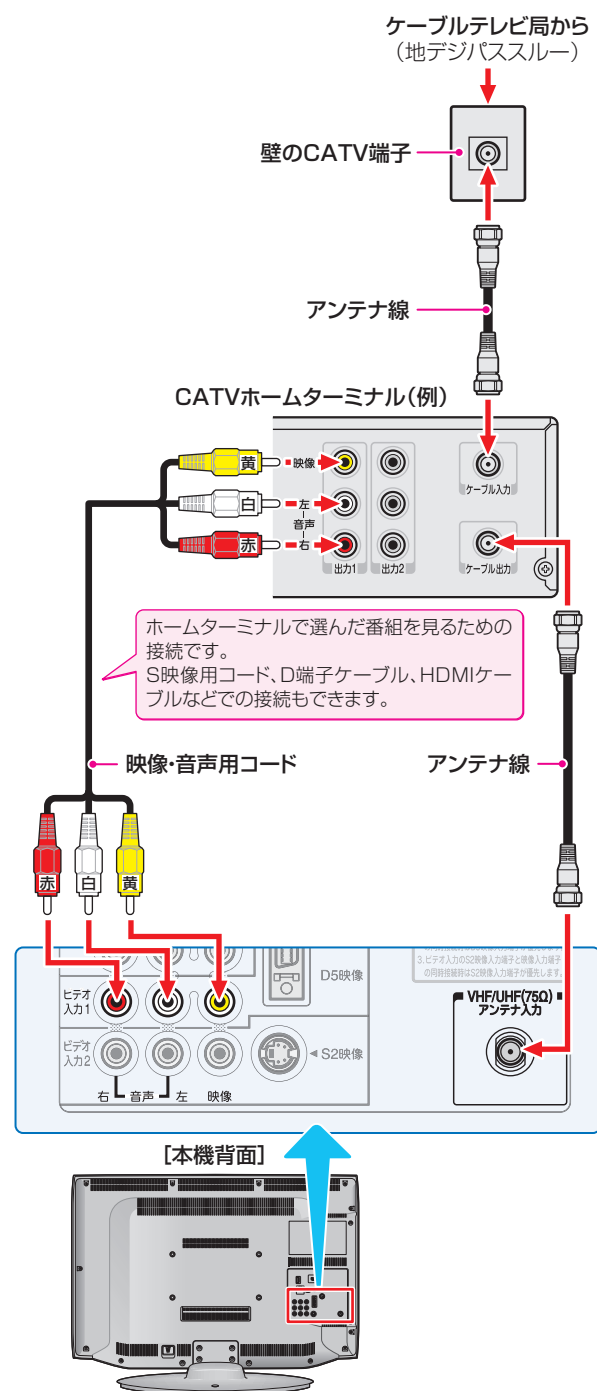 ケーブルテレビ局から
（地デジパススルー）
壁のCATV端子
アンテナ線
CATVホームターミナル（例）
黄
映像
白
左
音声
赤
右
出力1
出力2
ケーブル入力
ケーブル出力
ホームターミナルで選んだ番組を見るための
接続です。
S映像用コード、D端子ケーブル、HDMIケー
ブルなどでの接続もできます。
映像・音声用コード
アンテナ線
赤
白
黄
D5映像
3.ビデオ入力のS2映像入力端子と映像入力端子
の同時接続時はS2映像入力端子が優先します。
ビデオ
入力1
VHF/UHF(75Ω)
アンテナ入力
ビデオ
入力2
S2映像
右
音声
左
映像
［本機背面］